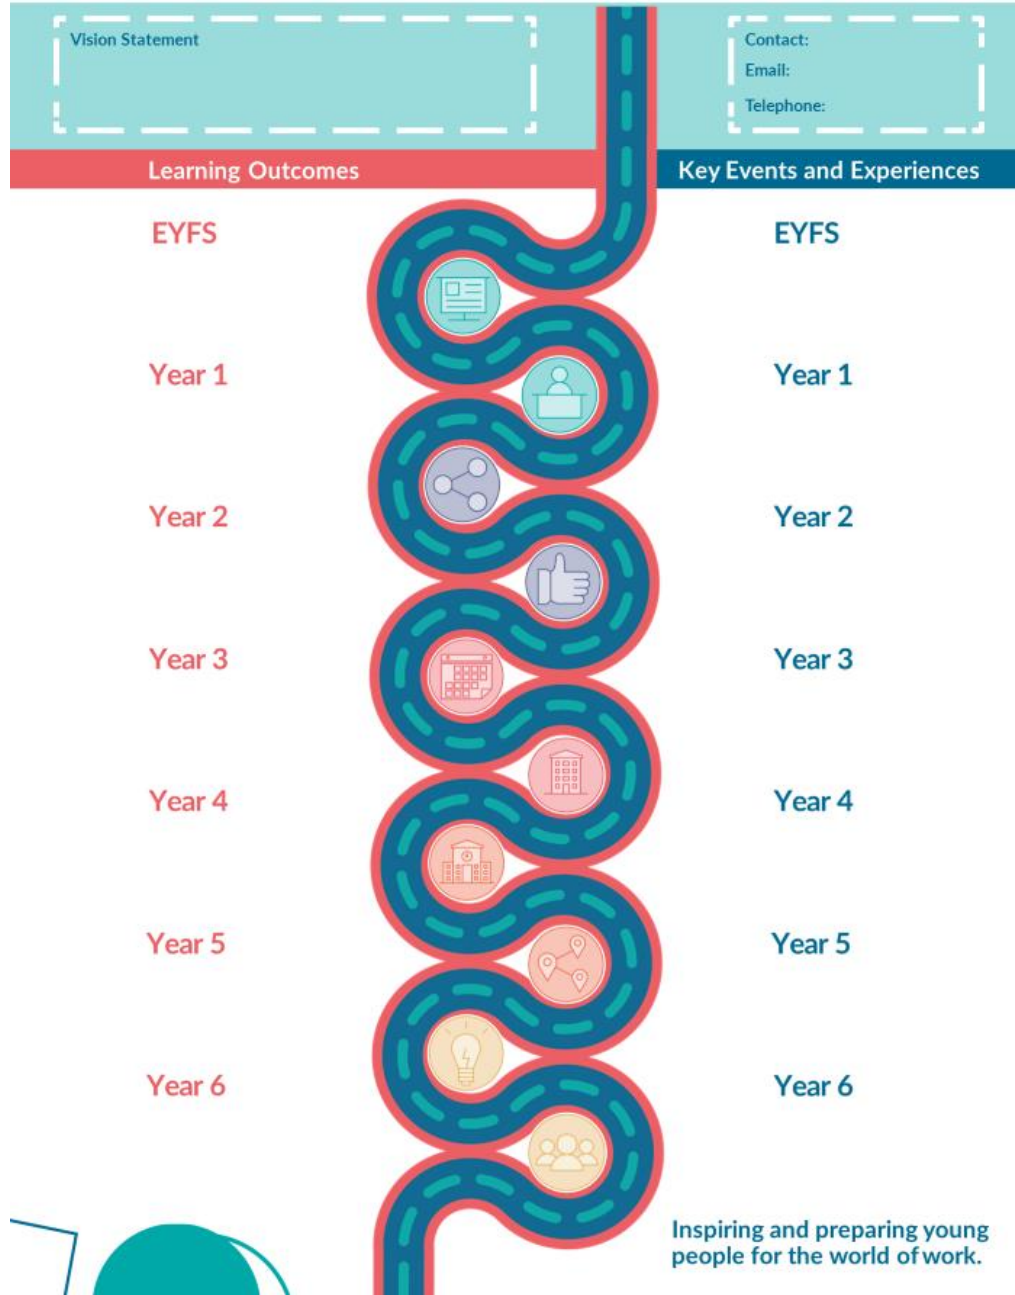 Vision Statement
Contact:
Email:
Telephone:
Learning Outcomes
Key Events and Experiences
EYFS
EYFS
Year 1
Year 1
Year 2
Year 2
Year 3
Year 3
Year 4
Year 4
Year 5
Year 5
Year 6
Year 6
Inspiring and preparing young
people for the world of work.